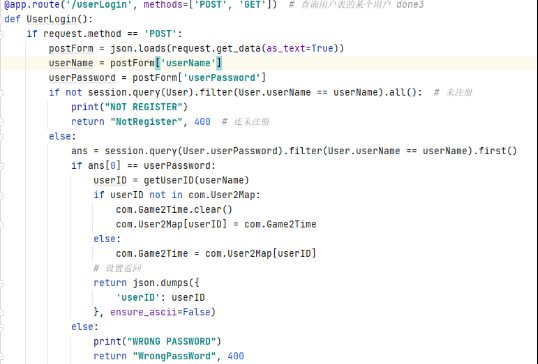 @app.route('/userLogin', methods=['POST', 'GET'])  # 查询用户表的某个用户 done3
def UserLogin():
    if request.method == 'POST':
        postForm = json.loads(request.get_data(as_text=True))
        userName = postForm['userName']
        userPassword = postForm['userPassword']
        if not session.query(User).filter(User.userName == userName).all():  # 未注册
            print("NOT REGISTER")
            return "NotRegister", 400  # 还未注册
        else:
            ans = session.query(User.userPassword).filter(User.userName == userName).first()
            if ans[0] == userPassword:
                userID = getUserID(userName)
                if userID not in com.User2Map:
                    com.Game2Time.clear()
                    com.User2Map[userID] = com.Game2Time
                else:
                    com.Game2Time = com.User2Map[userID]
                # 设置返回
                return json.dumps({
                    'userID': userID
                }, ensure_ascii=False)
            else:
                print("WRONG PASSWORD")
                return "WrongPassWord", 400